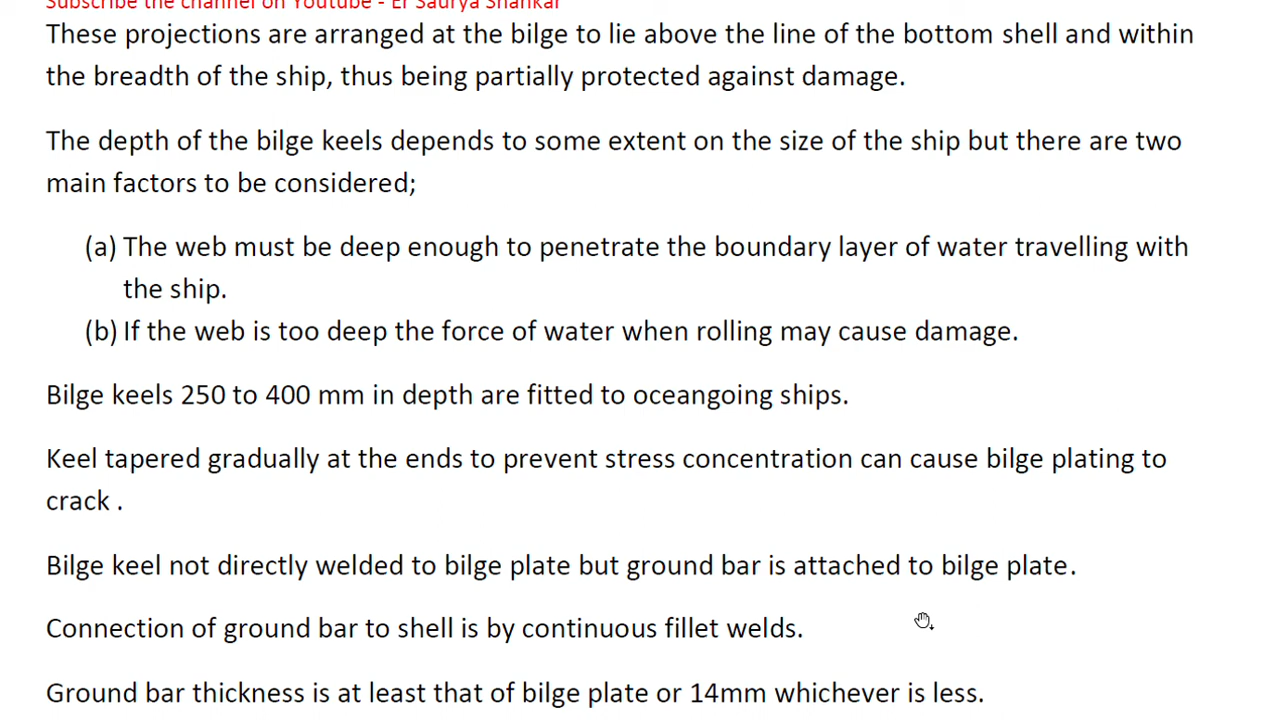 Subscribe the channel on Youtube - Er Saurya Shankar
These projections are arranged at the bilge to lie above the line of the bottom shell and within
the breadth of the ship, thus being partially protected against damage.
The depth of the bilge keels depends to some extent on the size of the ship but there are two
main factors to be considered;
(a) The web must be deep enough to penetrate the boundary layer of water travelling with
the ship.
(b) If the web is too deep the force of water when rolling may cause damage.
Bilge keels 250 to 400 mm in depth are fitted to oceangoing ships.
Keel tapered gradually at the ends to prevent stress concentration can cause bilge plating to
crack .
Bilge keel not directly welded to bilge plate but ground bar is attached to bilge plate.
Connection of ground bar to shell is by continuous fillet welds.
Ground bar thickness is at least that of bilge plate or 14mm whichever is less.